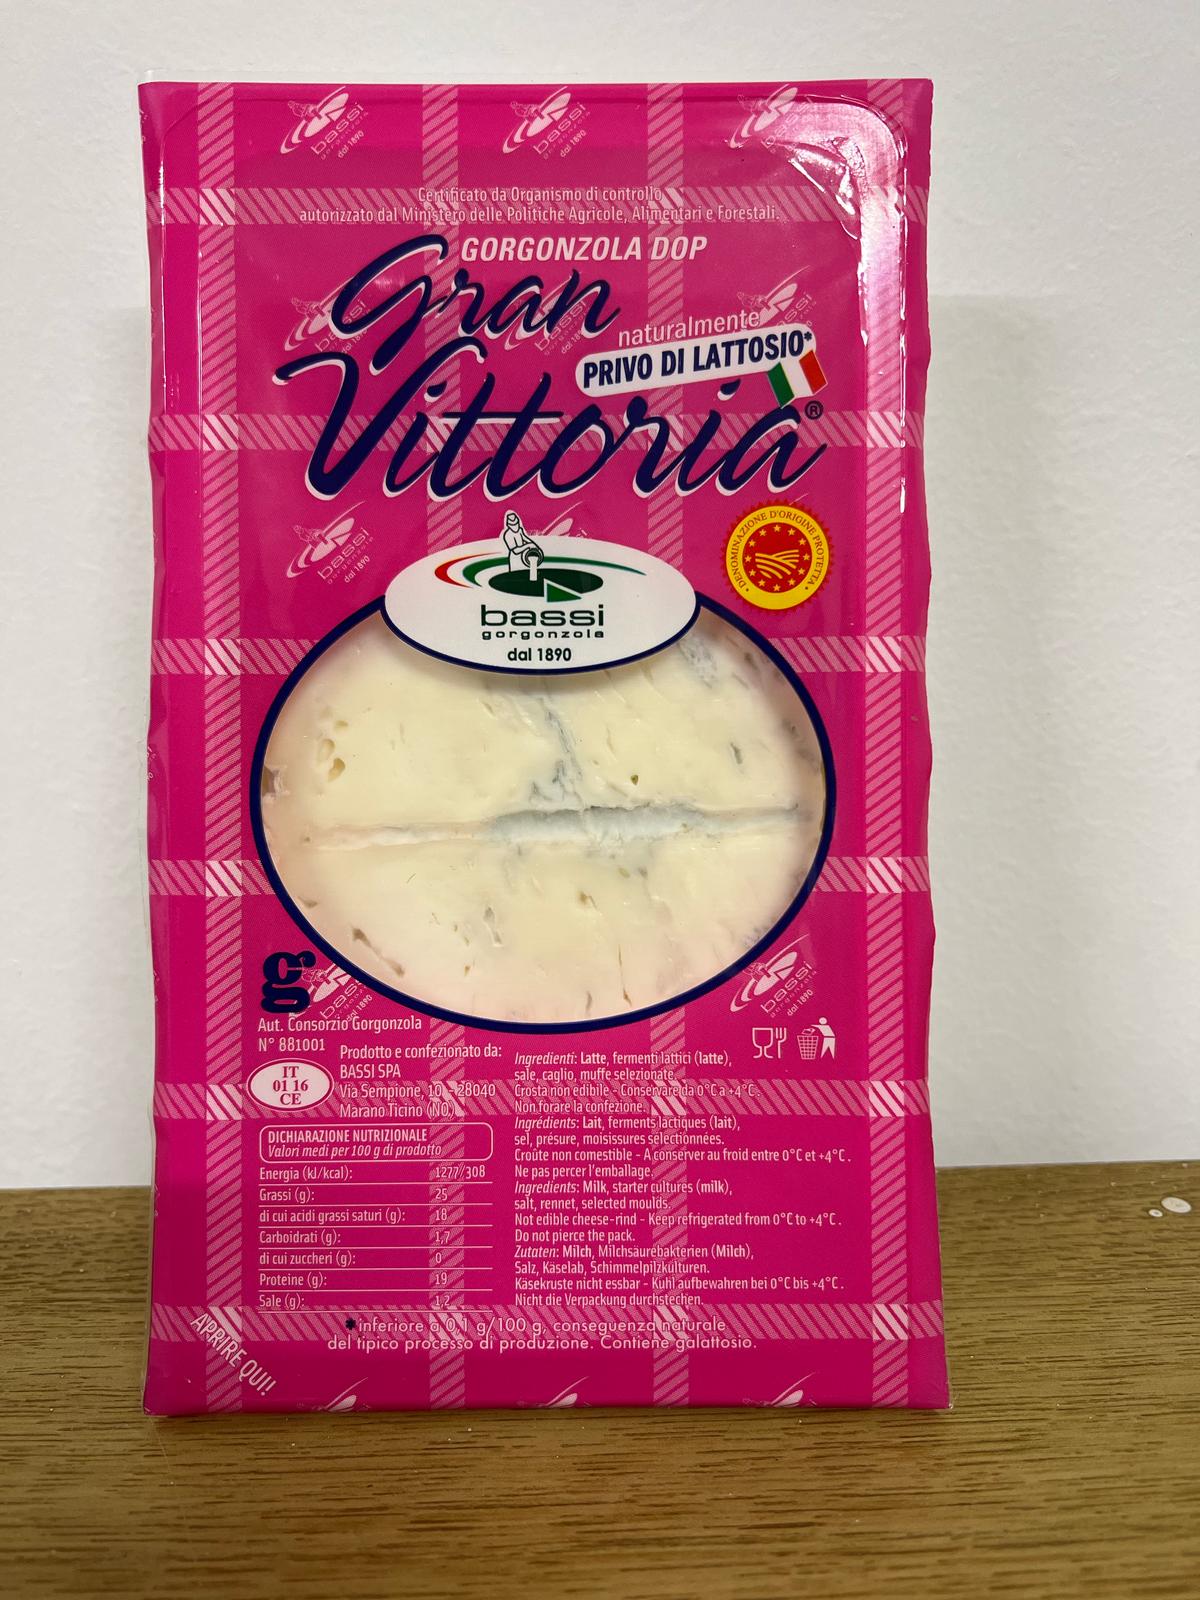 Certificato da Organismo di controllo
autorizzato dal Ministero delle Politiche Agricole, Alimentari e Forestali.
GORGONZOLA DOP
Gran
naturalmente
PRIVO DI LATTOSIO*
Vittoria®
DENOMINAZIONE D'ORIGINE PROTETTA
bassi
gorgonzola
dal 1890
g
Aut. Consorzio Gorgonzola
N° 881001
IT
01 16
CE
Prodotto e confezionato da:
BASSI SPA
Via Sempione, 10 - 28040
Marano Ticino (NO)
DICHIARAZIONE NUTRIZIONALE
Valori medi per 100 g di prodotto
Energia (kJ/kcal): 1277/308
Grassi (g): 25
di cui acidi grassi saturi (g): 18
Carboidrati (g): 1,7
di cui zuccheri (g): 0
Proteine (g): 19
Sale (g): 1,2
Ingredienti: Latte, fermenti lattici (latte),
sale, caglio, muffe selezionate.
Crosta non edibile - Conservare da 0°C a +4°C.
Non forare la confezione.
Ingrédients: Lait, ferments lactiques (lait),
sel, présure, moisissures sélectionnées.
Croûte non comestible - A conserver au froid entre 0°C et +4°C.
Ne pas percer l'emballage.
Ingredients: Milk, starter cultures (milk),
salt, rennet, selected moulds.
Not edible cheese-rind - Keep refrigerated from 0°C to +4°C.
Do not pierce the pack.
Zutaten: Milch, Milchsäurebakterien (Milch),
Salz, Käselab, Schimmelpilzkulturen.
Käsekruste nicht essbar - Kuhl aufbewahren bei 0°C bis +4°C.
Nicht die Verpackung durchstechen.
*inferiore a 0,1 g/100 g, conseguenza naturale
del tipico processo di produzione. Contiene galattosio.
APRIRE QUI!